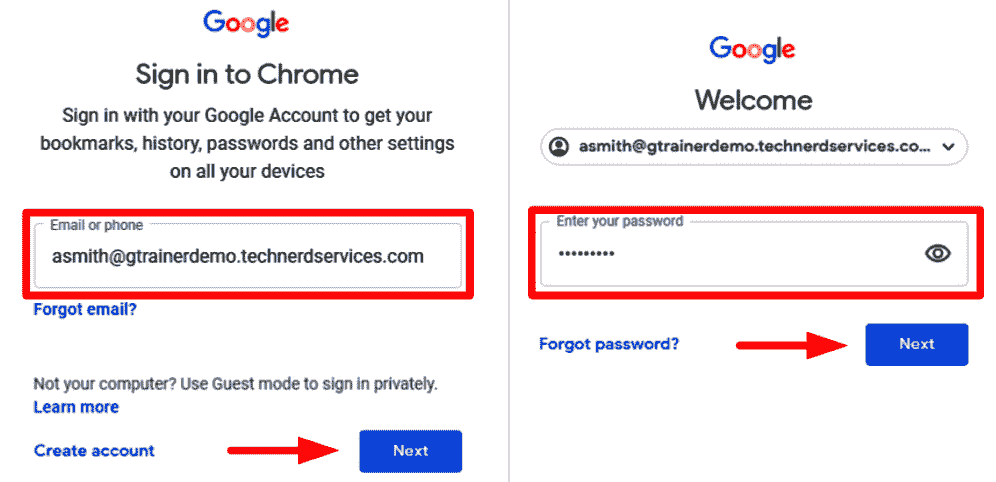 Google
Sign in to Chrome
Sign in with your Google Account to get your
bookmarks, history, passwords and other settings
on all your devices
Email or phone
asmith@gtrainerdemo.technerdservices.com
Forgot email?
Not your computer? Use Guest mode to sign in privately.
Learn more
Create account
Next
Google
Welcome
asmith@gtrainerdemo.technerdservices.co...
Enter your password
•••••••••
Forgot password?
Next